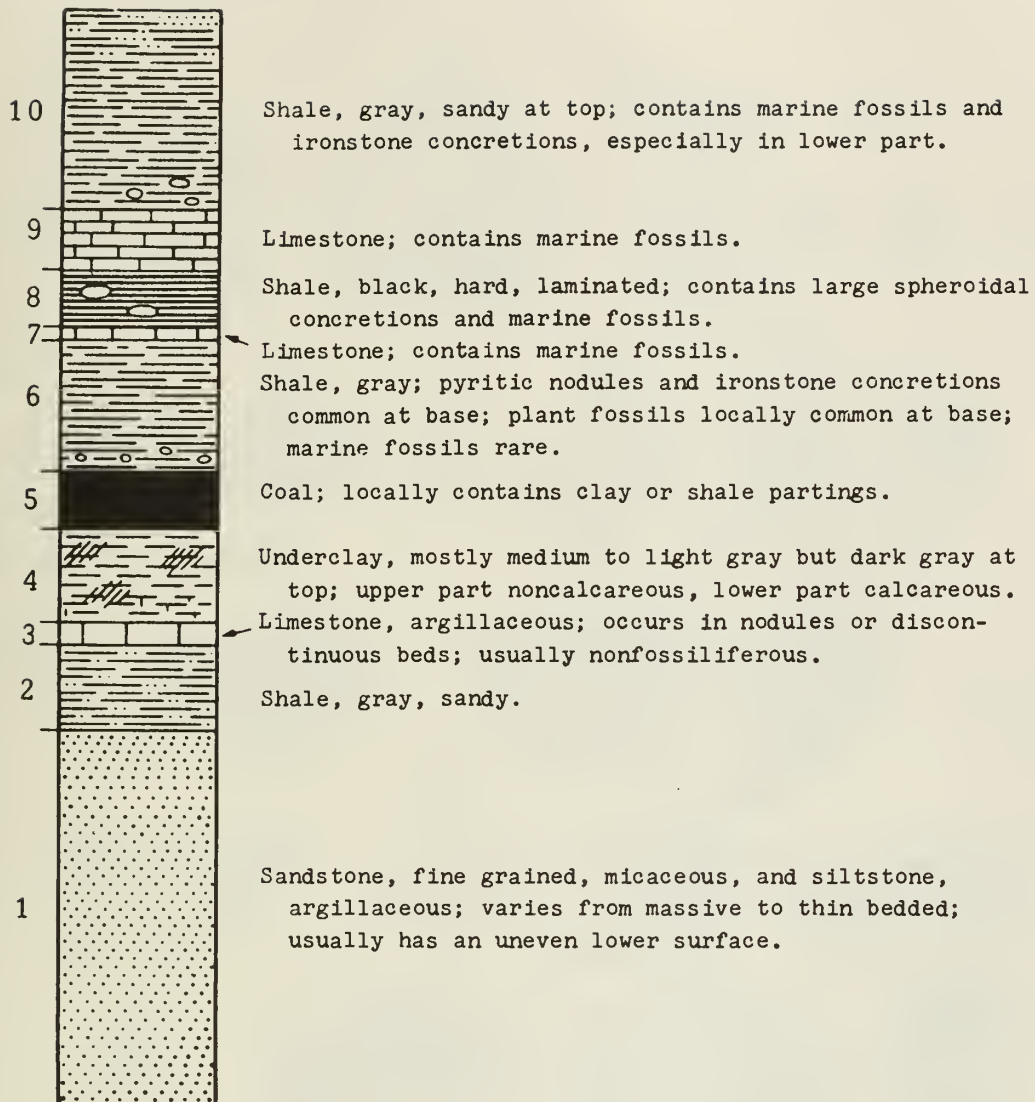 10
Shale, gray, sandy at top; contains marine fossils and
ironstone concretions, especially in lower part.
9
Limestone; contains marine fossils.
8
Shale, black, hard, laminated; contains large spheroidal
concretions and marine fossils.
7
Limestone; contains marine fossils.
6
Shale, gray; pyritic nodules and ironstone concretions
common at base; plant fossils locally common at base;
marine fossils rare.
5
Coal; locally contains clay or shale partings.
4
Underclay, mostly medium to light gray but dark gray at
top; upper part noncalcareous, lower part calcareous.
3
Limestone, argillaceous; occurs in nodules or discon-
tinuous beds; usually nonfossiliferous.
2
Shale, gray, sandy.
1
Sandstone, fine grained, micaceous, and siltstone,
argillaceous; varies from massive to thin bedded;
usually has an uneven lower surface.